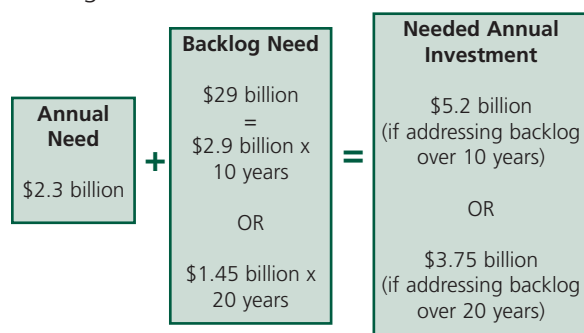 Annual
Need
$2.3 billion
+
Backlog Need
$29 billion
=
$2.9 billion x
10 years
OR
$1.45 billion x
20 years
=
Needed Annual
Investment
$5.2 billion
(if addressing backlog
over 10 years)
OR
$3.75 billion
(if addressing backlog
over 20 years)